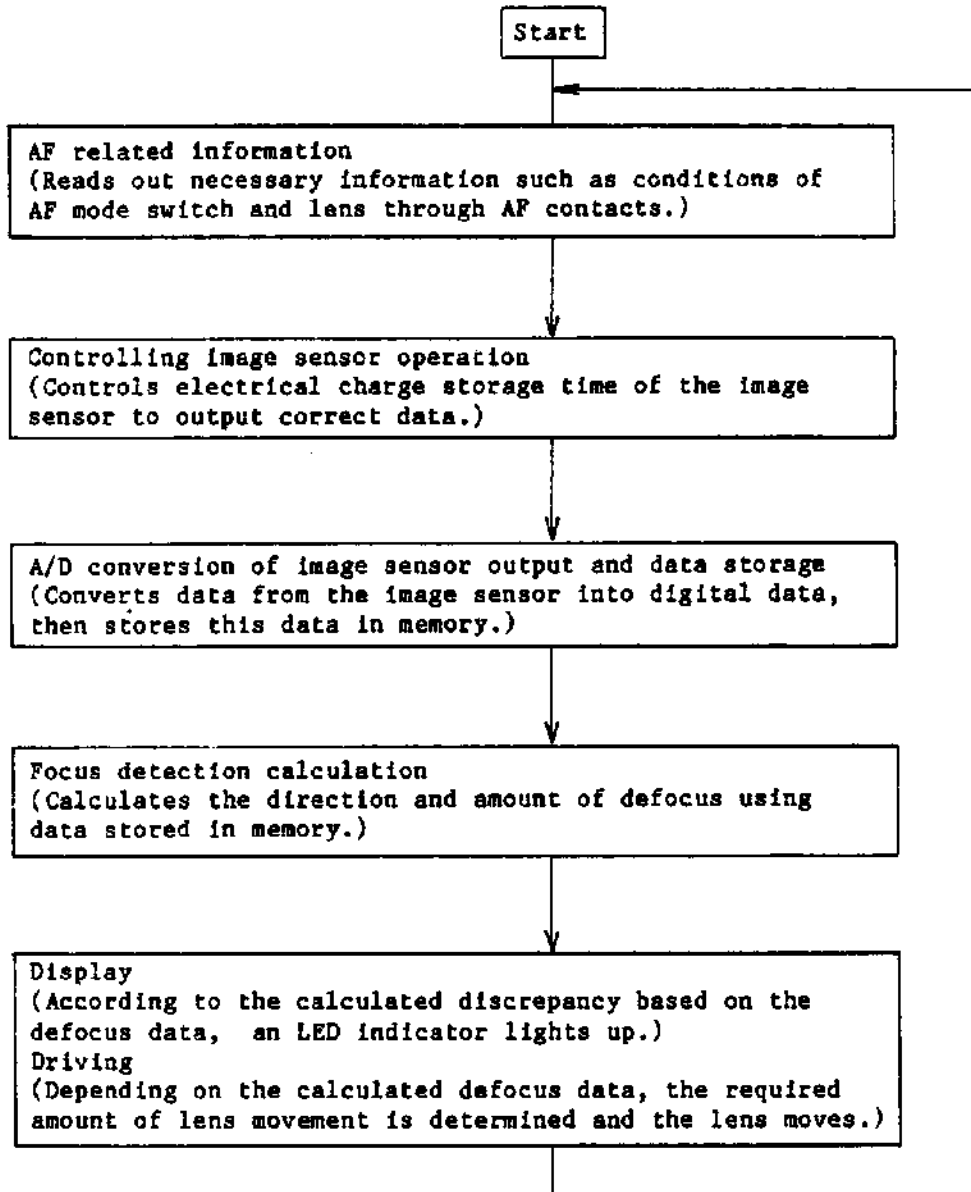 Start
AF related information
(Reads out necessary information such as conditions of
AF mode switch and lens through AF contacts.)
Controlling image sensor operation
(Controls electrical charge storage time of the image
sensor to output correct data.)
A/D conversion of image sensor output and data storage
(Converts data from the image sensor into digital data,
then stores this data in memory.)
Focus detection calculation
(Calculates the direction and amount of defocus using
data stored in memory.)
Display
(According to the calculated discrepancy based on the
defocus data, an LED indicator lights up.)
Driving
(Depending on the calculated defocus data, the required
amount of lens movement is determined and the lens moves.)